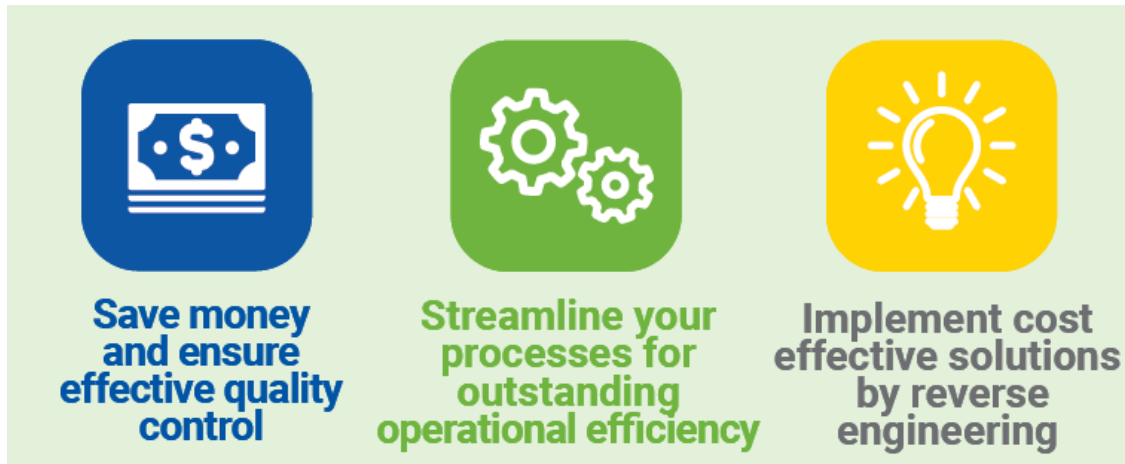 $
Save money
and ensure
effective quality
control
Streamline your
processes for
outstanding
operational efficiency
Implement cost
effective solutions
by reverse
engineering